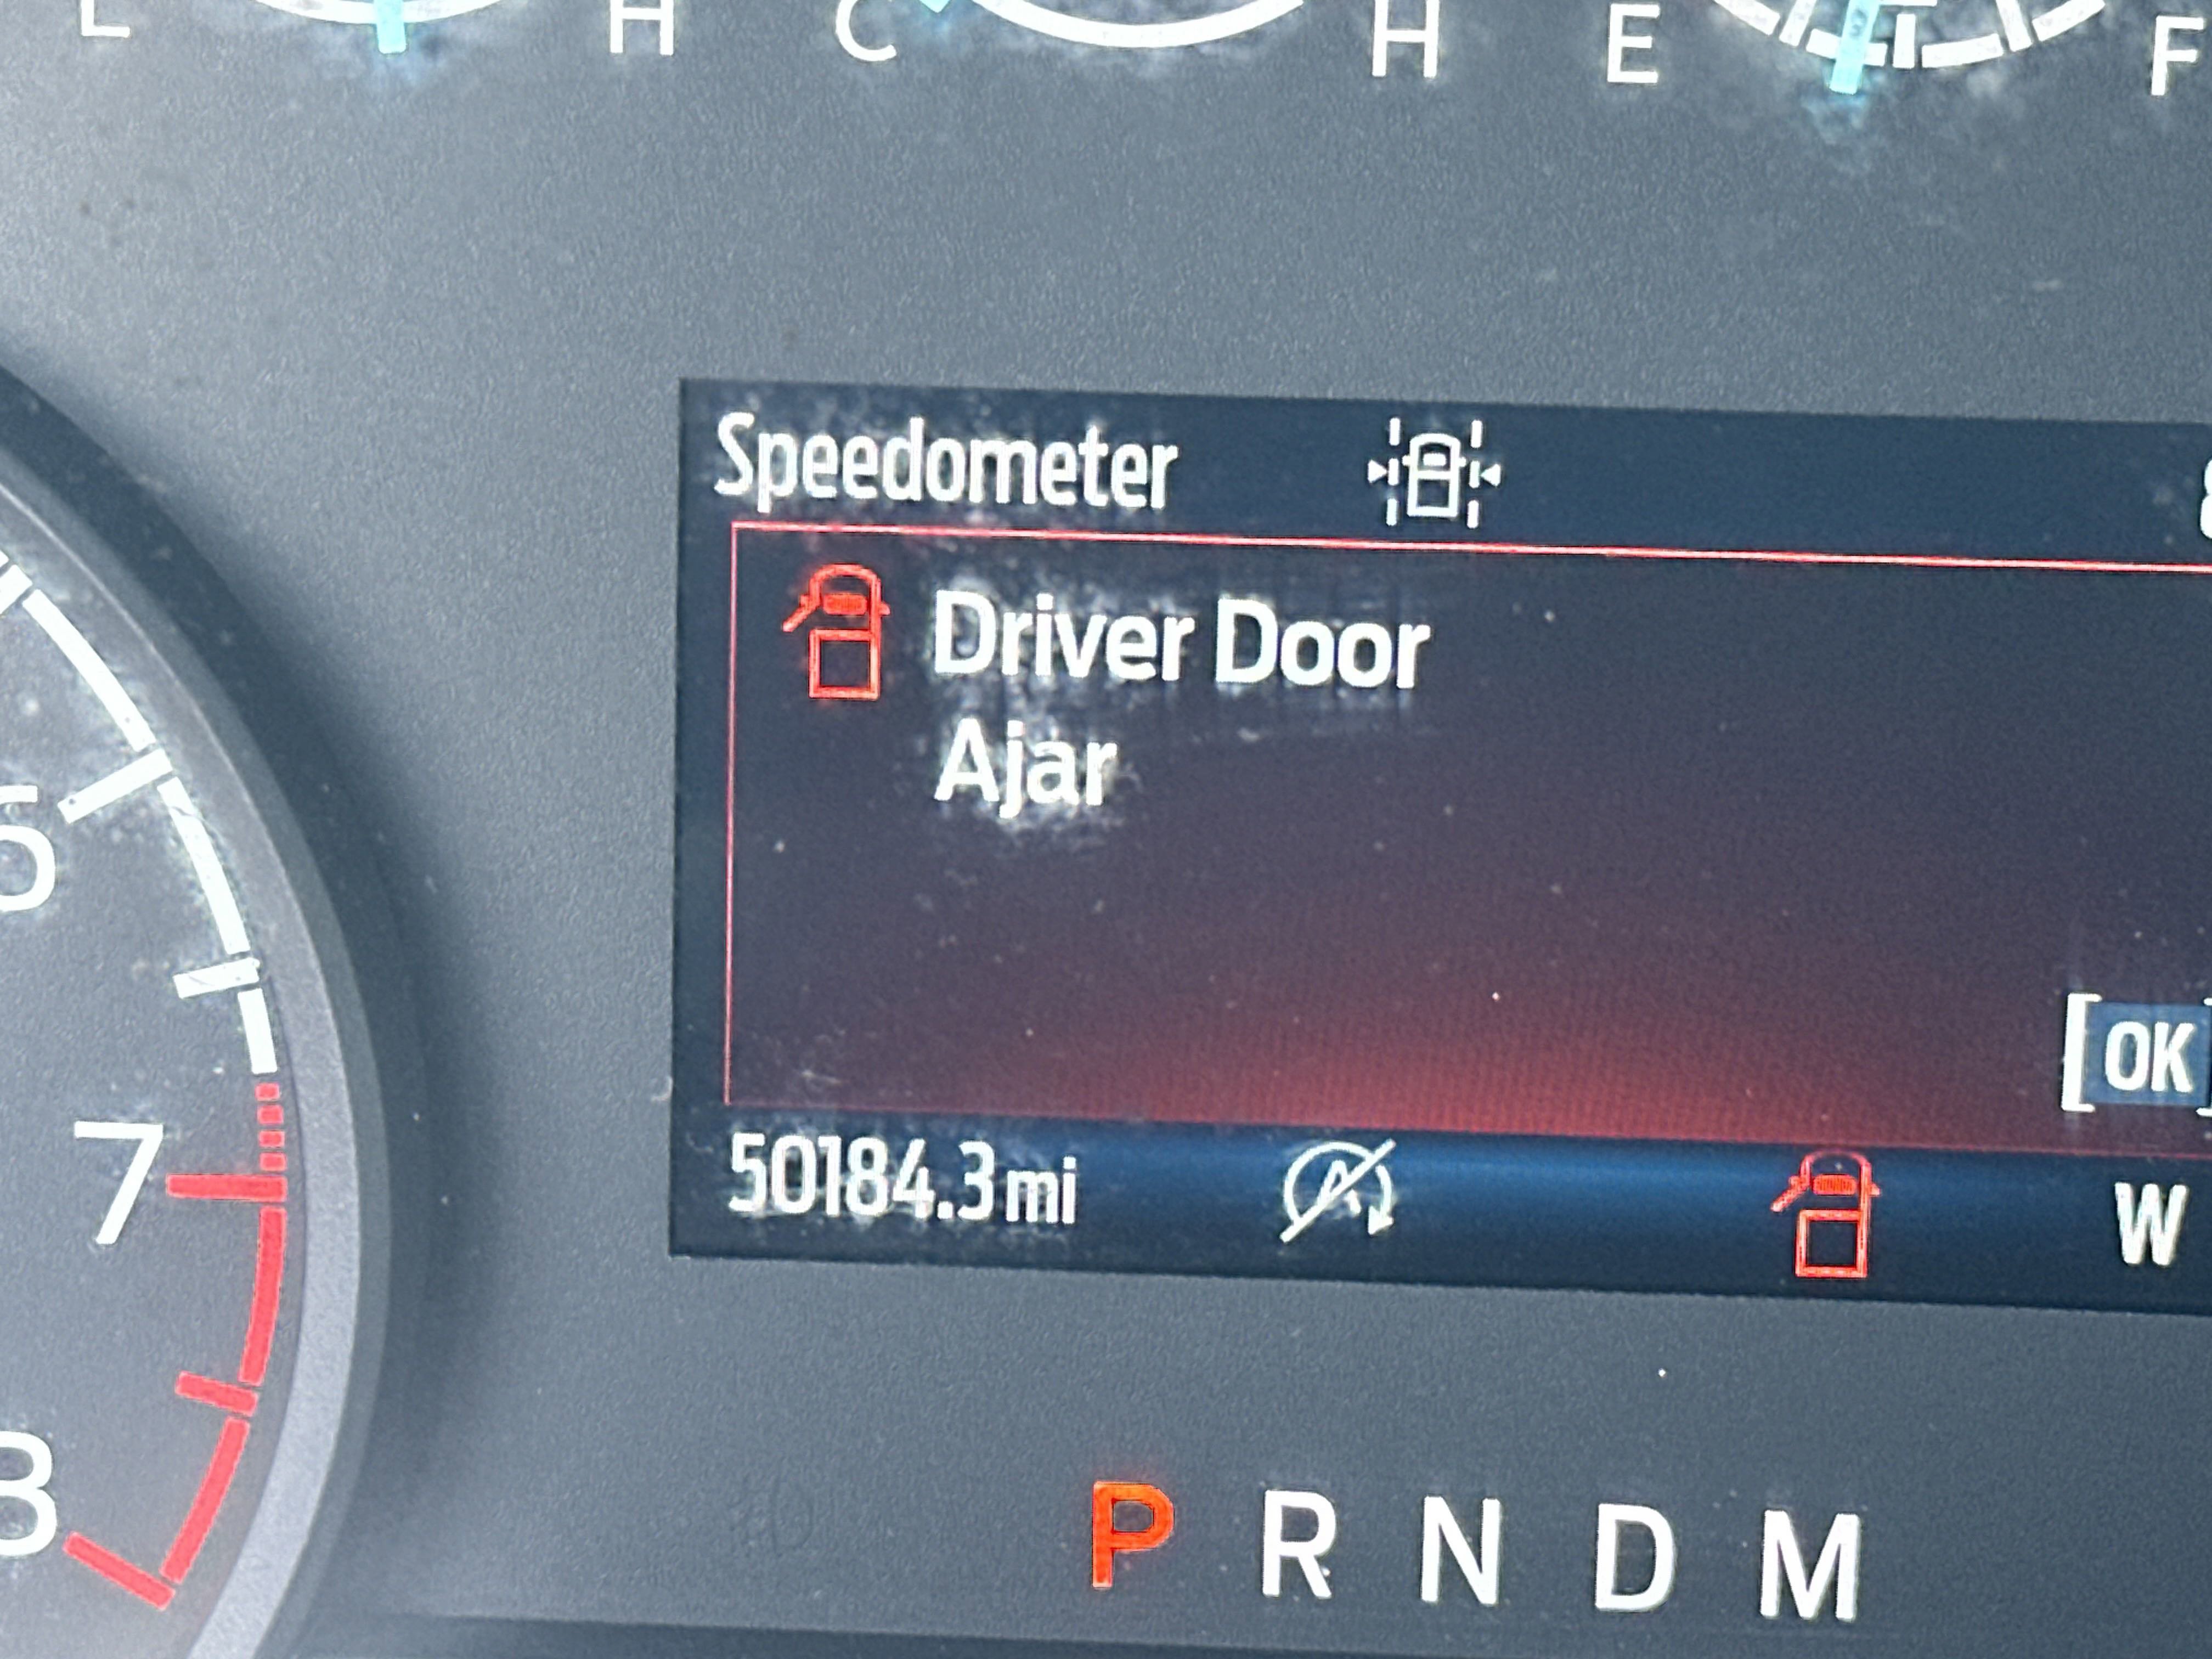 L H C H E F
Speedometer
Driver Door
Ajar
[OK]
50184.3 mi
W
7
P R N D M